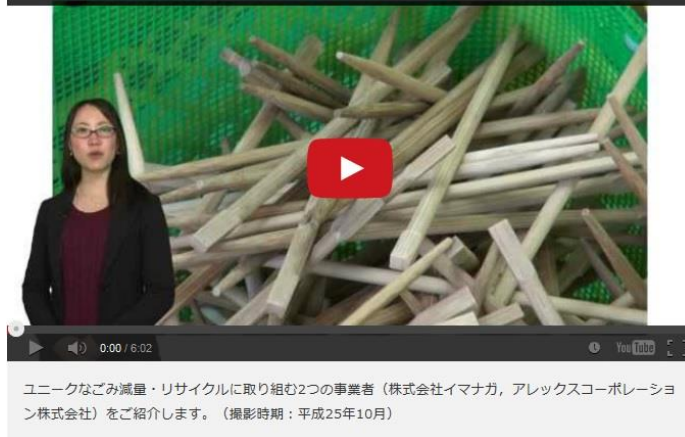 0:00 / 6:02
YouTube
ユニークなごみ減量・リサイクルに取り組む2つの事業者（株式会社イマナガ，アレックスコーポレーショ
ン株式会社）をご紹介します。（撮影時期：平成25年10月）